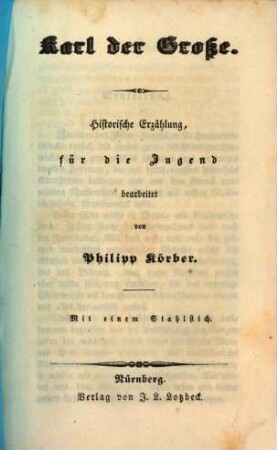 Karl der Große.
Historische Erzählung,
für die Jugend
bearbeitet
von
Philipp Körber.
Mit einem Stahlstich.
Nürnberg.
Verlag von J. L. Lotzbeck.